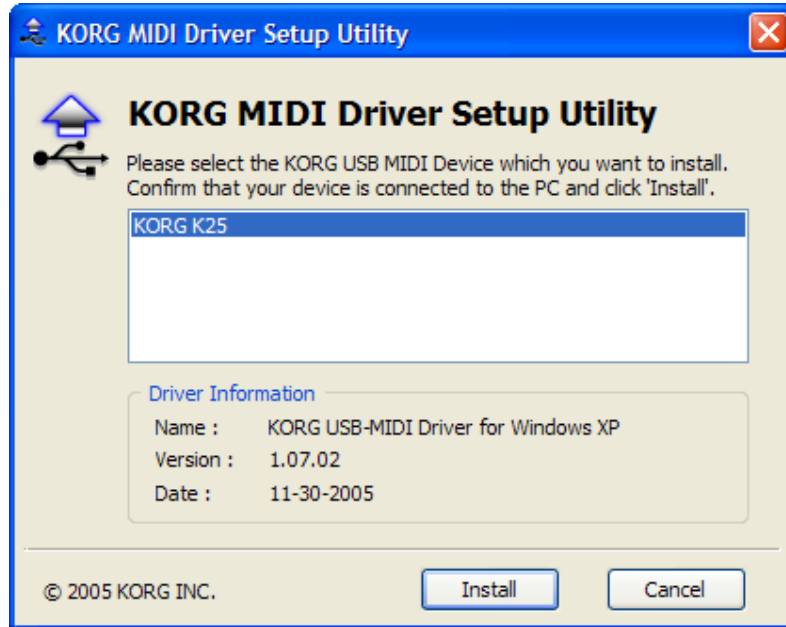 KORG MIDI Driver Setup Utility
KORG MIDI Driver Setup Utility
Please select the KORG USB MIDI Device which you want to install.
Confirm that your device is connected to the PC and click 'Install'.
KORG K25
Driver Information
Name : KORG USB-MIDI Driver for Windows XP
Version : 1.07.02
Date : 11-30-2005
© 2005 KORG INC. Install Cancel